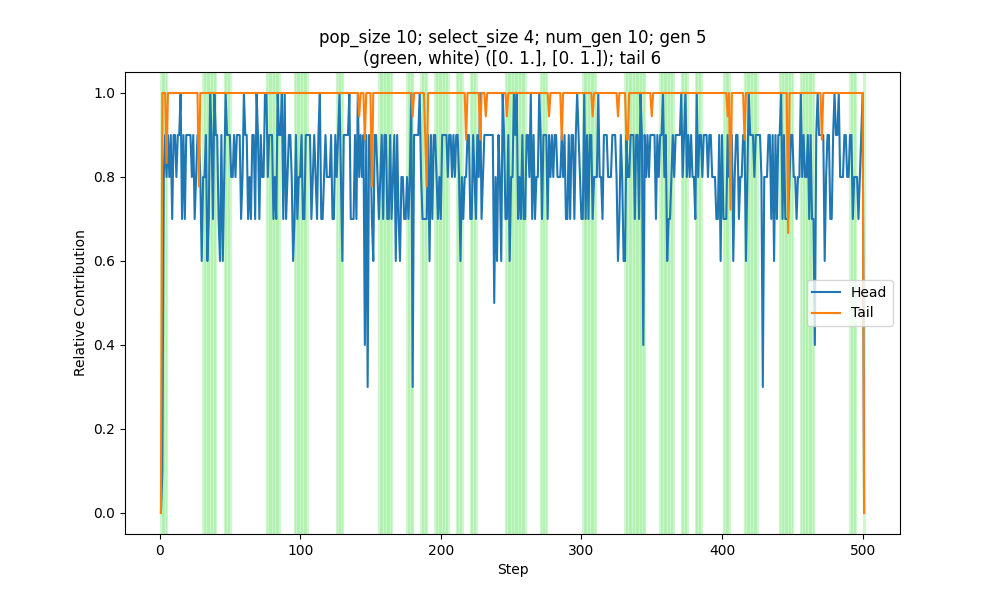 pop_size 10; select_size 4; num_gen 10; gen 5
(green, white) ([0. 1.], [0. 1.]); tail 6
1.0
0.8
0.6
0.4
0.2
0.0
Relative Contribution
Head
Tail
0 100 200 300 400 500
Step